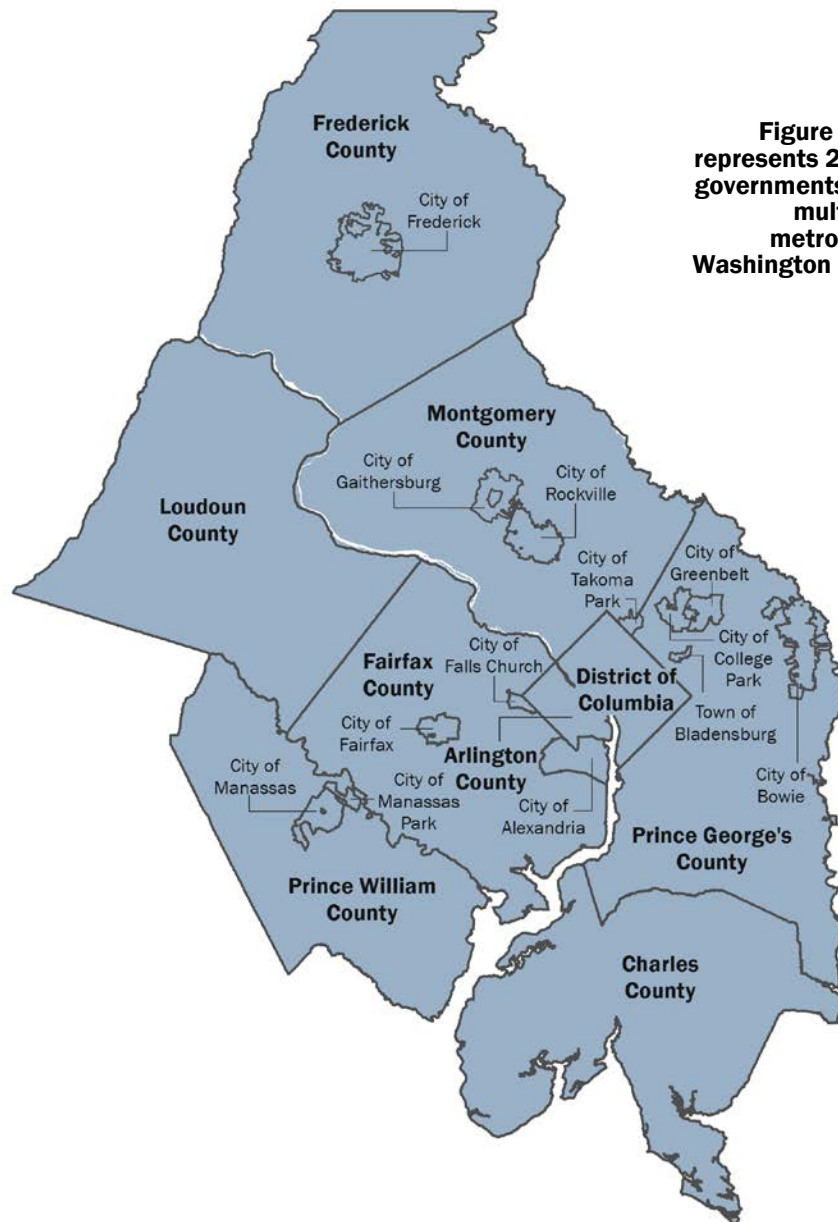 Figure
represents 2
governments
mul
metro
Washington
Frederick
County
City of
Frederick
Montgomery
County
City of
Gaithersburg
City of
Rockville
Loudoun
County
City of
Takoma
Park
City of
Greenbelt
City of
College
Park
City of
Falls Church
Fairfax
County
District of
Columbia
Town of
Bladensburg
City of
Fairfax
Arlington
County
City of
Manassas
City of
Manassas
Park
City of
Alexandria
City of
Bowie
Prince George's
County
Prince William
County
Charles
County